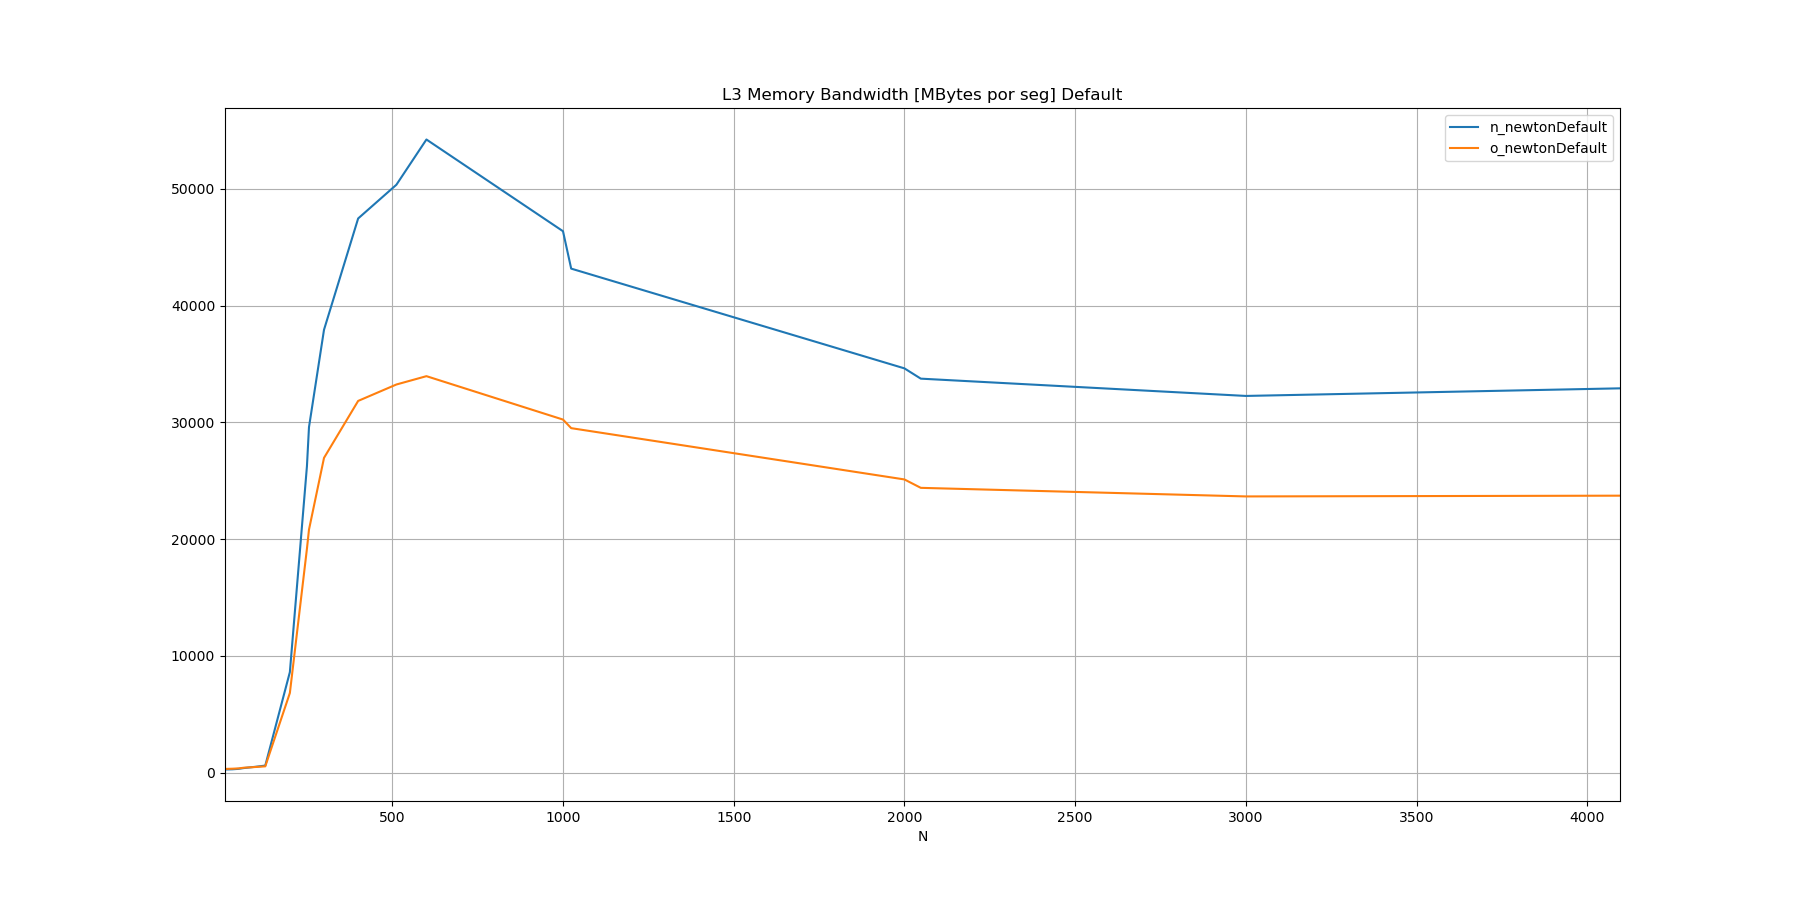 L3 Memory Bandwidth [MBytes por seg] Default
n_newtonDefault
o_newtonDefault
50000
40000
30000
20000
10000
0
500 1000 1500 2000 2500 3000 3500 4000
N